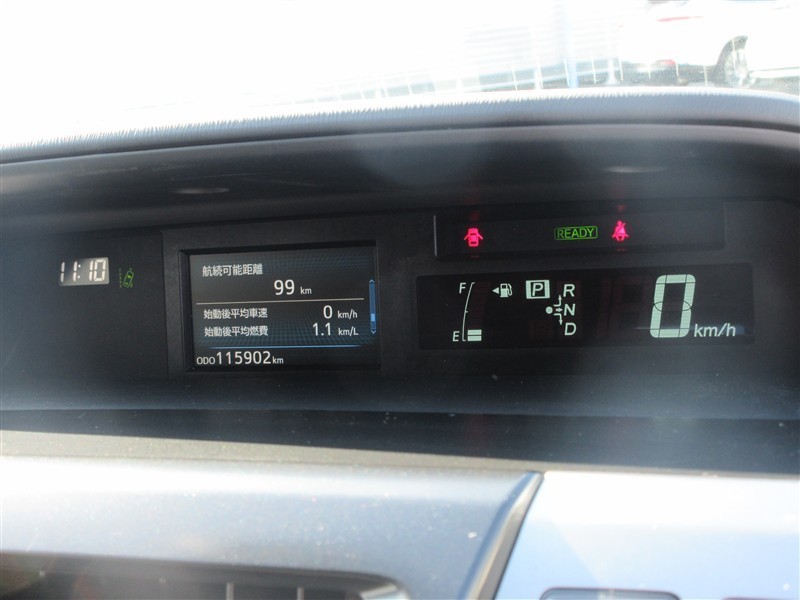 11:10
航続可能距離
99 km
始動後平均車速 0 km/h
始動後平均燃費 1.1 km/L
ODO 115902 km
READY
F
E
P
R
N
D
0 km/h